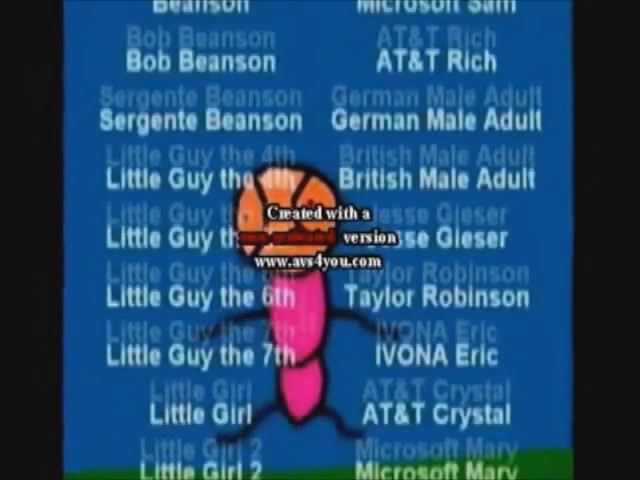 Beanson Microsoft Sam
Bob Beanson AT&T Rich
Sergente Beanson German Male Adult
Little Guy the 4th British Male Adult
Created with a
version
www.avs4you.com
Little Guy Gieser
Little Guy the 6th Taylor Robinson
Little Guy the 7th IVONA Eric
Little Girl AT&T Crystal
Little Girl 2 Microsoft Mary